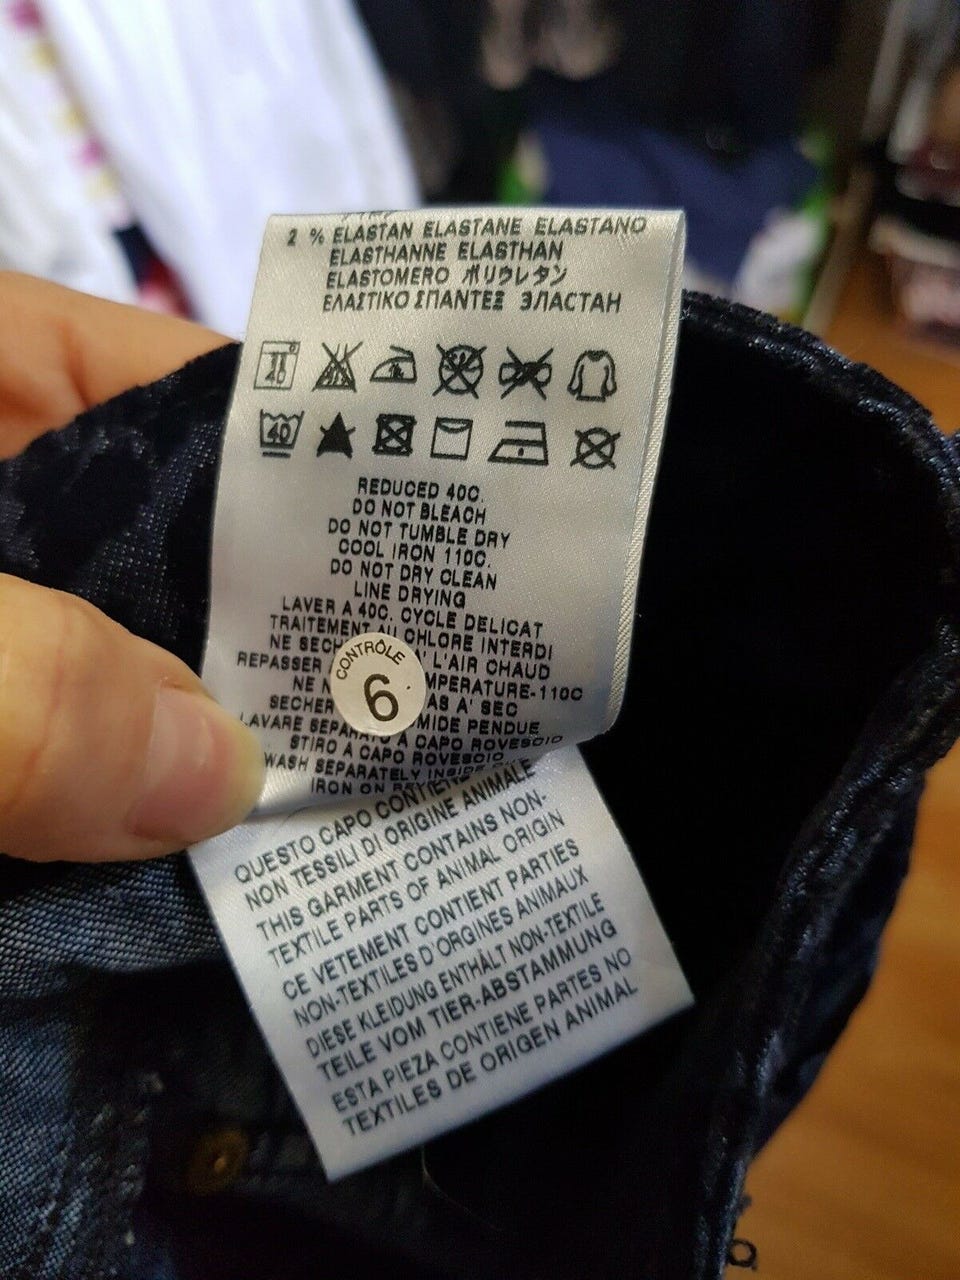 2 % ELASTAN ELASTANE ELASTANO
ELASTHANNE ELASTHAN
ELASTOMERO ポリウレタン
ΕΛΑΣΤΙΚΟ ΣΠΑΝΤΕΞ ЭЛАСТАН
40
40
REDUCED 40C.
DO NOT BLEACH
DO NOT TUMBLE DRY
COOL IRON 110C.
DO NOT DRY CLEAN
LINE DRYING
LAVER A 40C. CYCLE DELICAT
TRAITEMENT AU CHLORE INTERDI
NE L'AIR CHAUD
REPASSER MPERATURE-110C
NE
SECHER AS A' SEC
LAVARE SEPARATO MIDE PENDUE
STIRO A CAPO ROVESCIO
WASH SEPARATELY INSIDE
IRON ON
CONTRÔLE
6
QUESTO CAPO CONTIENE ANIMALE
NON TESSILI DI ORIGINE ANIMALE
THIS GARMENT CONTAINS NON-
TEXTILE PARTS OF ANIMAL ORIGIN
CE VETEMENT CONTIENT PARTIES
NON-TEXTILES D'ORGINES ANIMAUX
DIESE KLEIDUNG ENTHÄLT NON-TEXTILE
TEILE VOM TIER-ABSTAMMUNG
ESTA PIEZA CONTIENE PARTES NO
TEXTILES DE ORIGEN ANIMAL